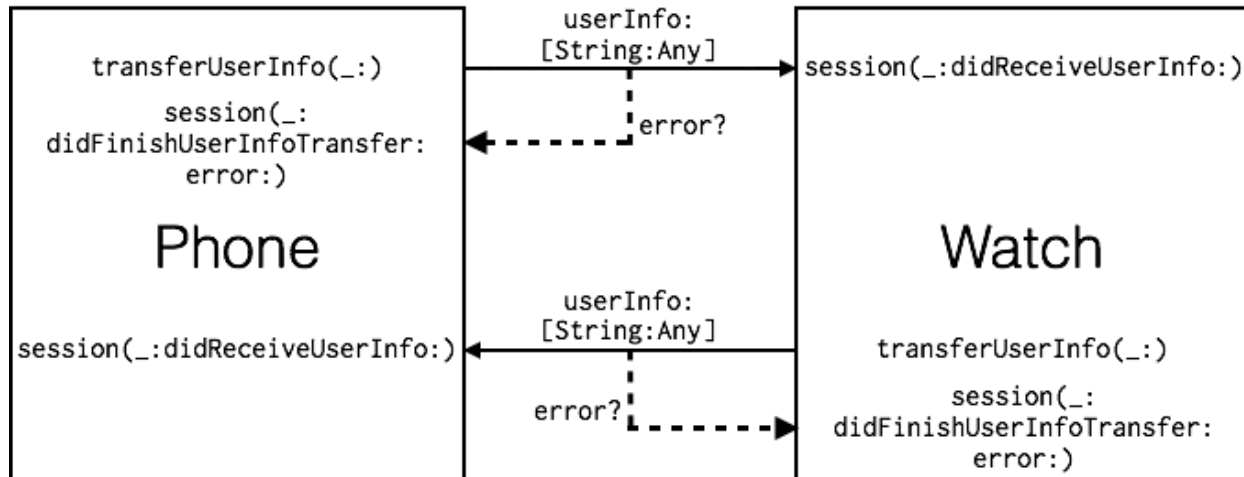 userInfo:
[String:Any]
transferUserInfo(_:)
session(_:didReceiveUserInfo:)
session(_:
didFinishUserInfoTransfer:
error:)
error?
Phone
Watch
userInfo:
[String:Any]
session(_:didReceiveUserInfo:)
transferUserInfo(_:)
error?
session(_:
didFinishUserInfoTransfer:
error:)